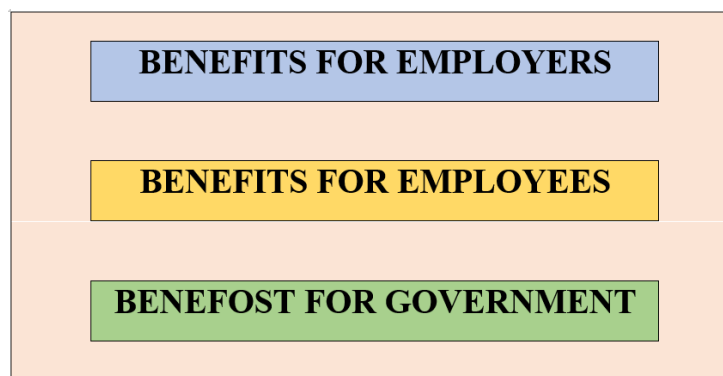 BENEFITS FOR EMPLOYERS
BENEFITS FOR EMPLOYEES
BENEFOST FOR GOVERNMENT